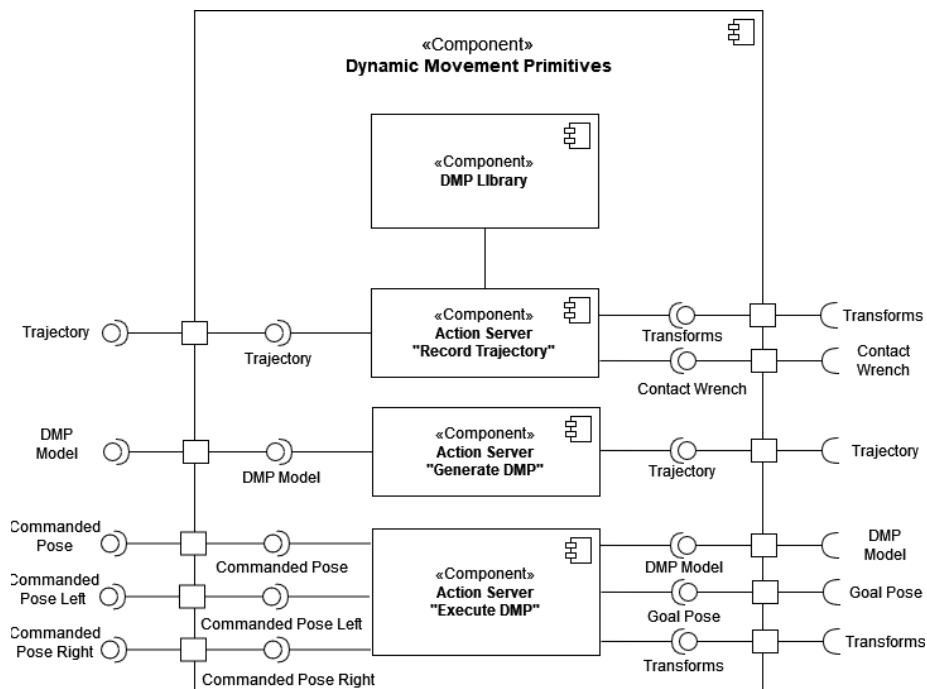 «Component»
Dynamic Movement Primitives
«Component»
DMP Library
«Component»
Action Server
"Record Trajectory"
Trajectory
Trajectory
Transforms
Transforms
Contact Wrench
Contact
Wrench
«Component»
Action Server
"Generate DMP"
DMP
Model
DMP Model
Trajectory
Trajectory
«Component»
Action Server
"Execute DMP"
Commanded
Pose
Commanded Pose
Commanded
Pose Left
Commanded Pose Left
Commanded
Pose Right
Commanded Pose Right
DMP Model
DMP
Model
Goal Pose
Goal Pose
Transforms
Transforms